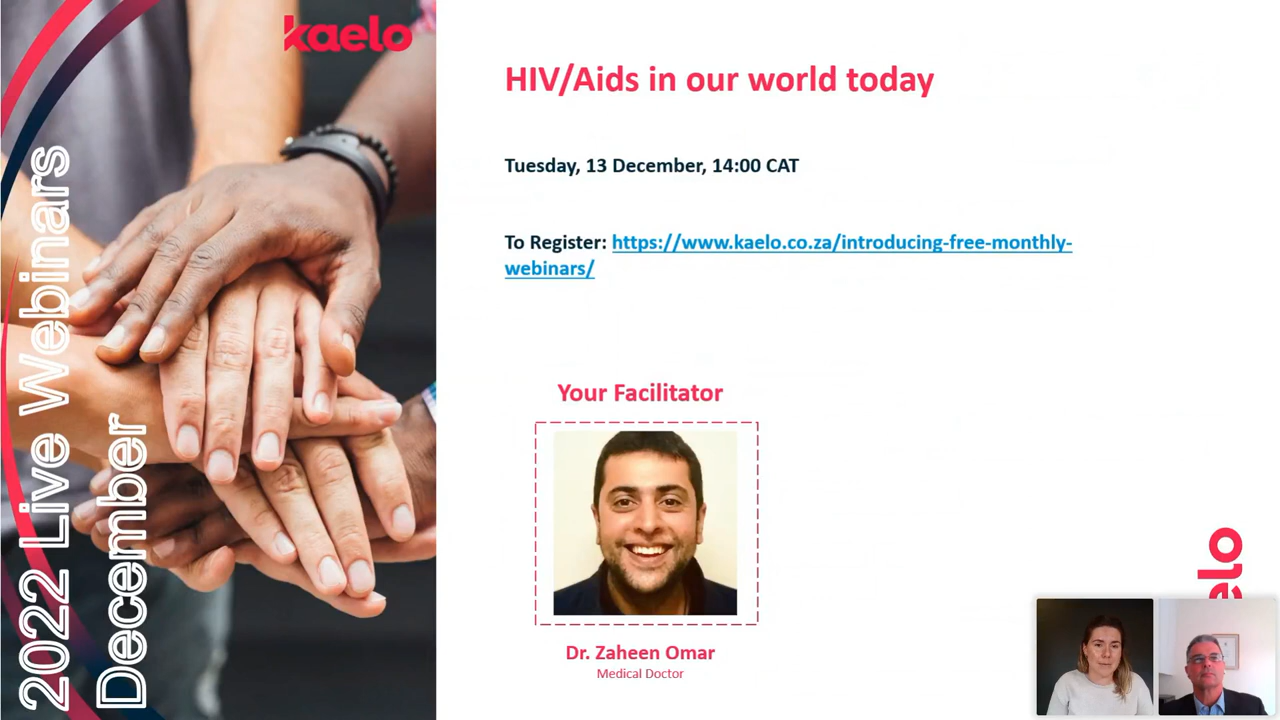 kaelo
2022 Live Webinars
December
HIV/Aids in our world today
Tuesday, 13 December, 14:00 CAT
To Register: https://www.kaelo.co.za/introducing-free-monthly-
webinars/
Your Facilitator
Dr. Zaheen Omar
Medical Doctor
elo